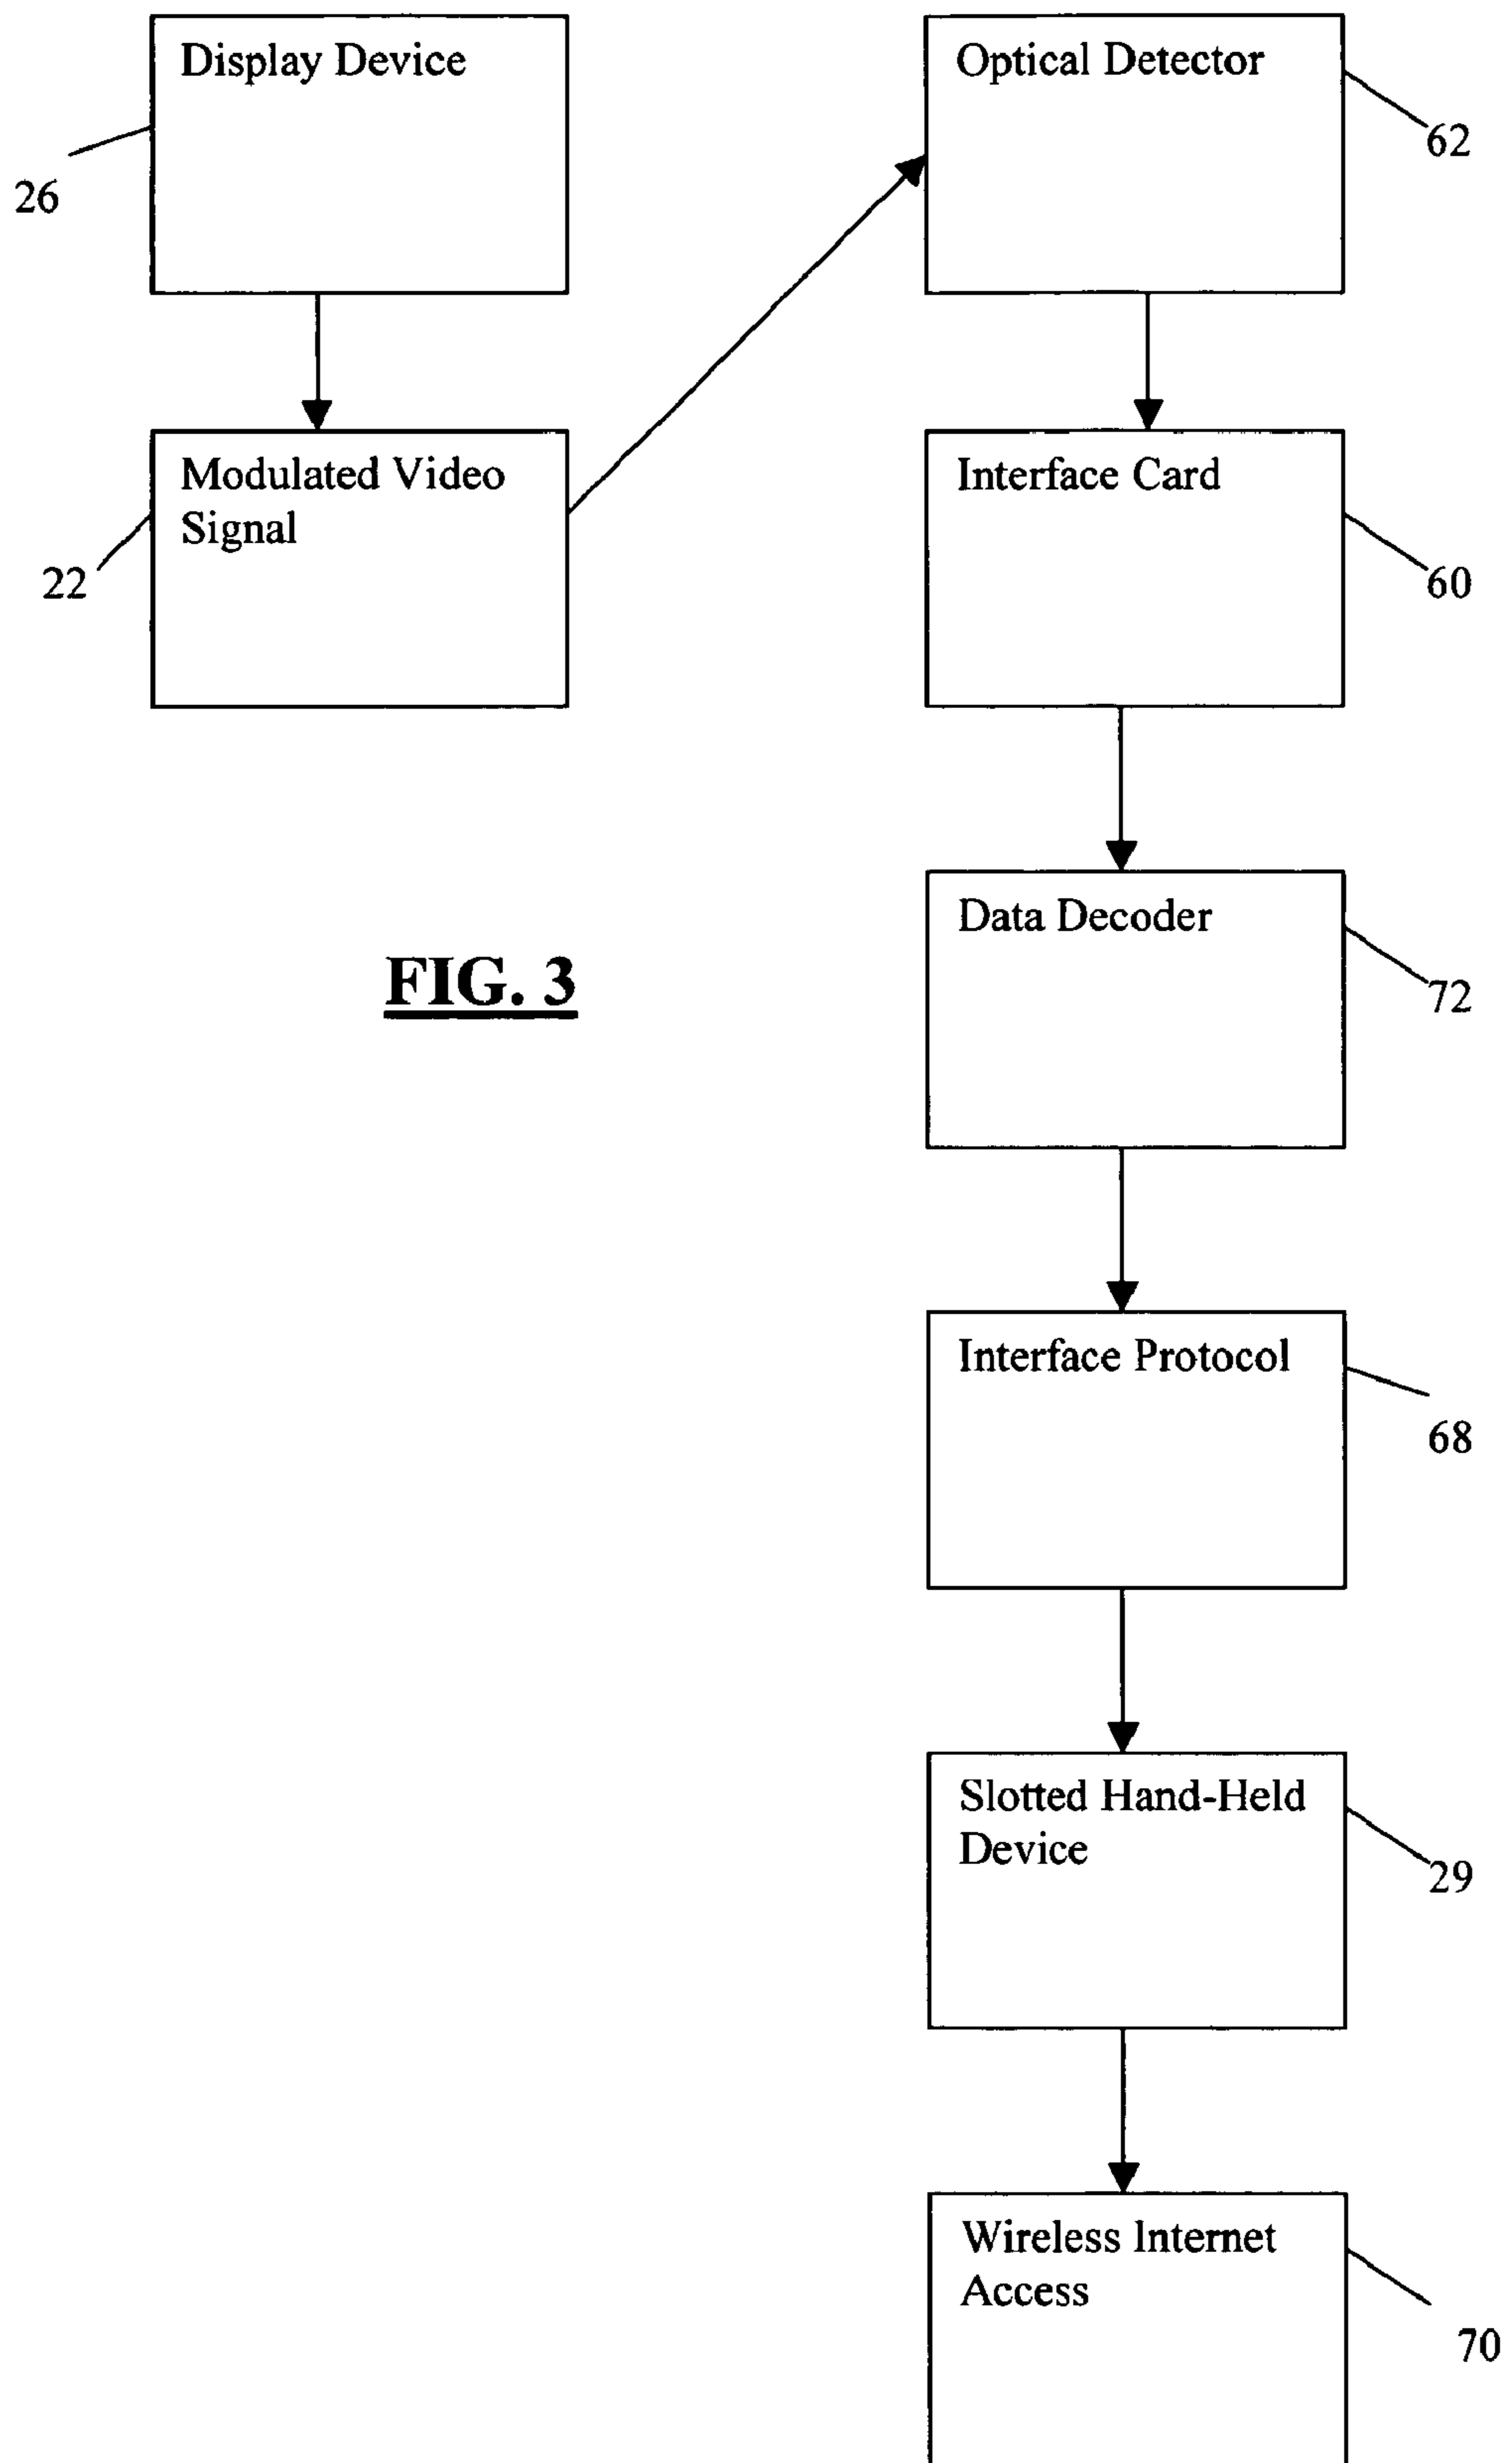 Display Device
26
Modulated Video
Signal
22
FIG. 3
Optical Detector
62
Interface Card
60
Data Decoder
72
Interface Protocol
68
Slotted Hand-Held
Device
29
Wireless Internet
Access
70